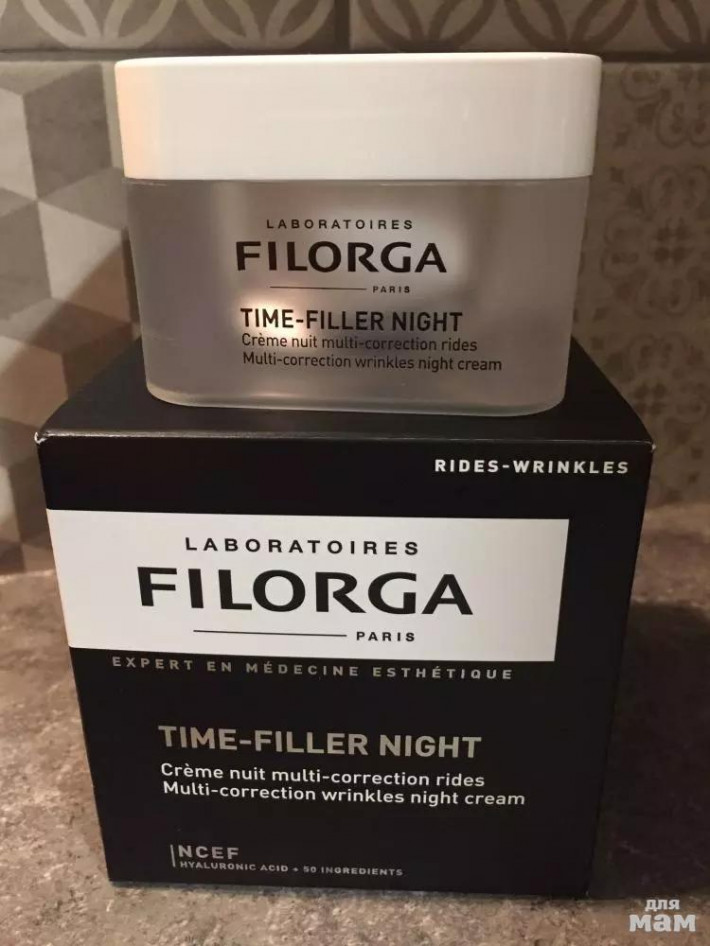 LABORATOIRES
FILORGA
PARIS
TIME-FILLER NIGHT
Crème nuit multi-correction rides
Multi-correction wrinkles night cream
RIDES-WRINKLES
LABORATOIRES
FILORGA
PARIS
EXPERT EN MÉDECINE ESTHÉTIQUE
TIME-FILLER NIGHT
Crème nuit multi-correction rides
Multi-correction wrinkles night cream
NCEF
HYALURONIC ACID + 50 INGREDIENTS
для
мам